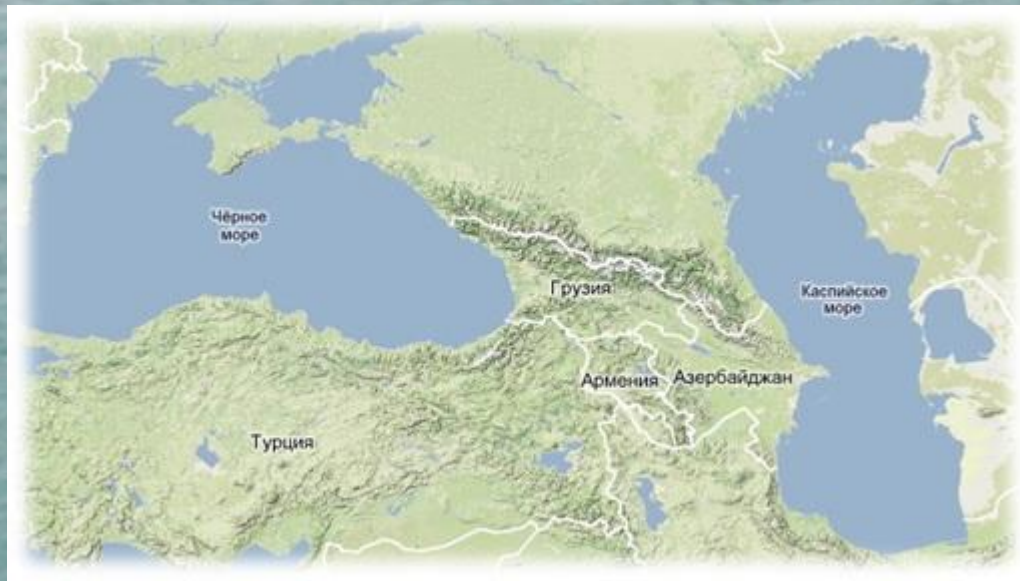 Чёрное
море
Грузия
Каспийское
море
Армения
Азербайджан
Турция